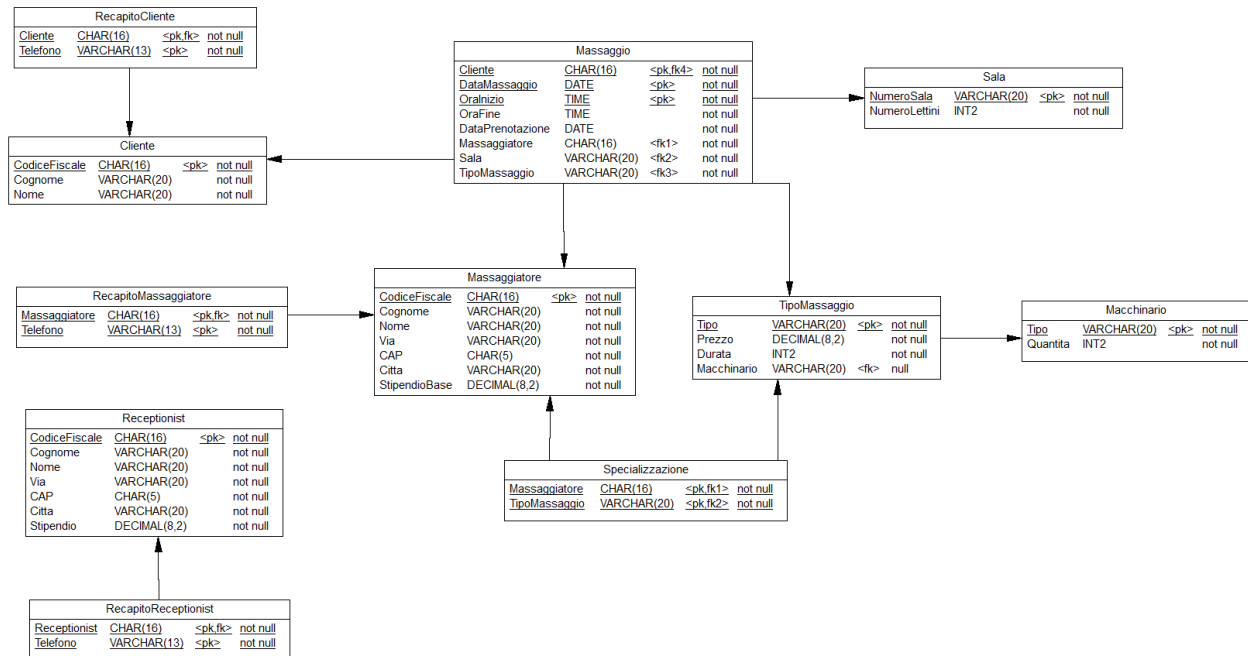 RecapitoCliente
Cliente CHAR(16) <pk,fk> not null
Telefono VARCHAR(13) <pk> not null
Massaggio
Cliente CHAR(16) <pk,fk4> not null
DataMassaggio DATE <pk> not null
OraInizio TIME <pk> not null
OraFine TIME not null
DataPrenotazione DATE not null
Massaggiatore CHAR(16) <fk1> not null
Sala VARCHAR(20) <fk2> not null
TipoMassaggio VARCHAR(20) <fk3> not null
Sala
NumeroSala VARCHAR(20) <pk> not null
NumeroLettini INT2 not null
Cliente
CodiceFiscale CHAR(16) <pk> not null
Cognome VARCHAR(20) not null
Nome VARCHAR(20) not null
RecapitoMassaggiatore
Massaggiatore CHAR(16) <pk,fk> not null
Telefono VARCHAR(13) <pk> not null
Massaggiatore
CodiceFiscale CHAR(16) <pk> not null
Cognome VARCHAR(20) not null
Nome VARCHAR(20) not null
Via VARCHAR(20) not null
CAP CHAR(5) not null
Citta VARCHAR(20) not null
StipendioBase DECIMAL(8,2) not null
TipoMassaggio
Tipo VARCHAR(20) <pk> not null
Prezzo DECIMAL(8,2) not null
Durata INT2 not null
Macchinario VARCHAR(20) <fk> null
Macchinario
Tipo VARCHAR(20) <pk> not null
Quantita INT2 not null
Receptionist
CodiceFiscale CHAR(16) <pk> not null
Cognome VARCHAR(20) not null
Nome VARCHAR(20) not null
Via VARCHAR(20) not null
CAP CHAR(5) not null
Citta VARCHAR(20) not null
Stipendio DECIMAL(8,2) not null
Specializzazione
Massaggiatore CHAR(16) <pk,fk1> not null
TipoMassaggio VARCHAR(20) <pk,fk2> not null
RecapitoReceptionist
Receptionist CHAR(16) <pk,fk> not null
Telefono VARCHAR(13) <pk> not null